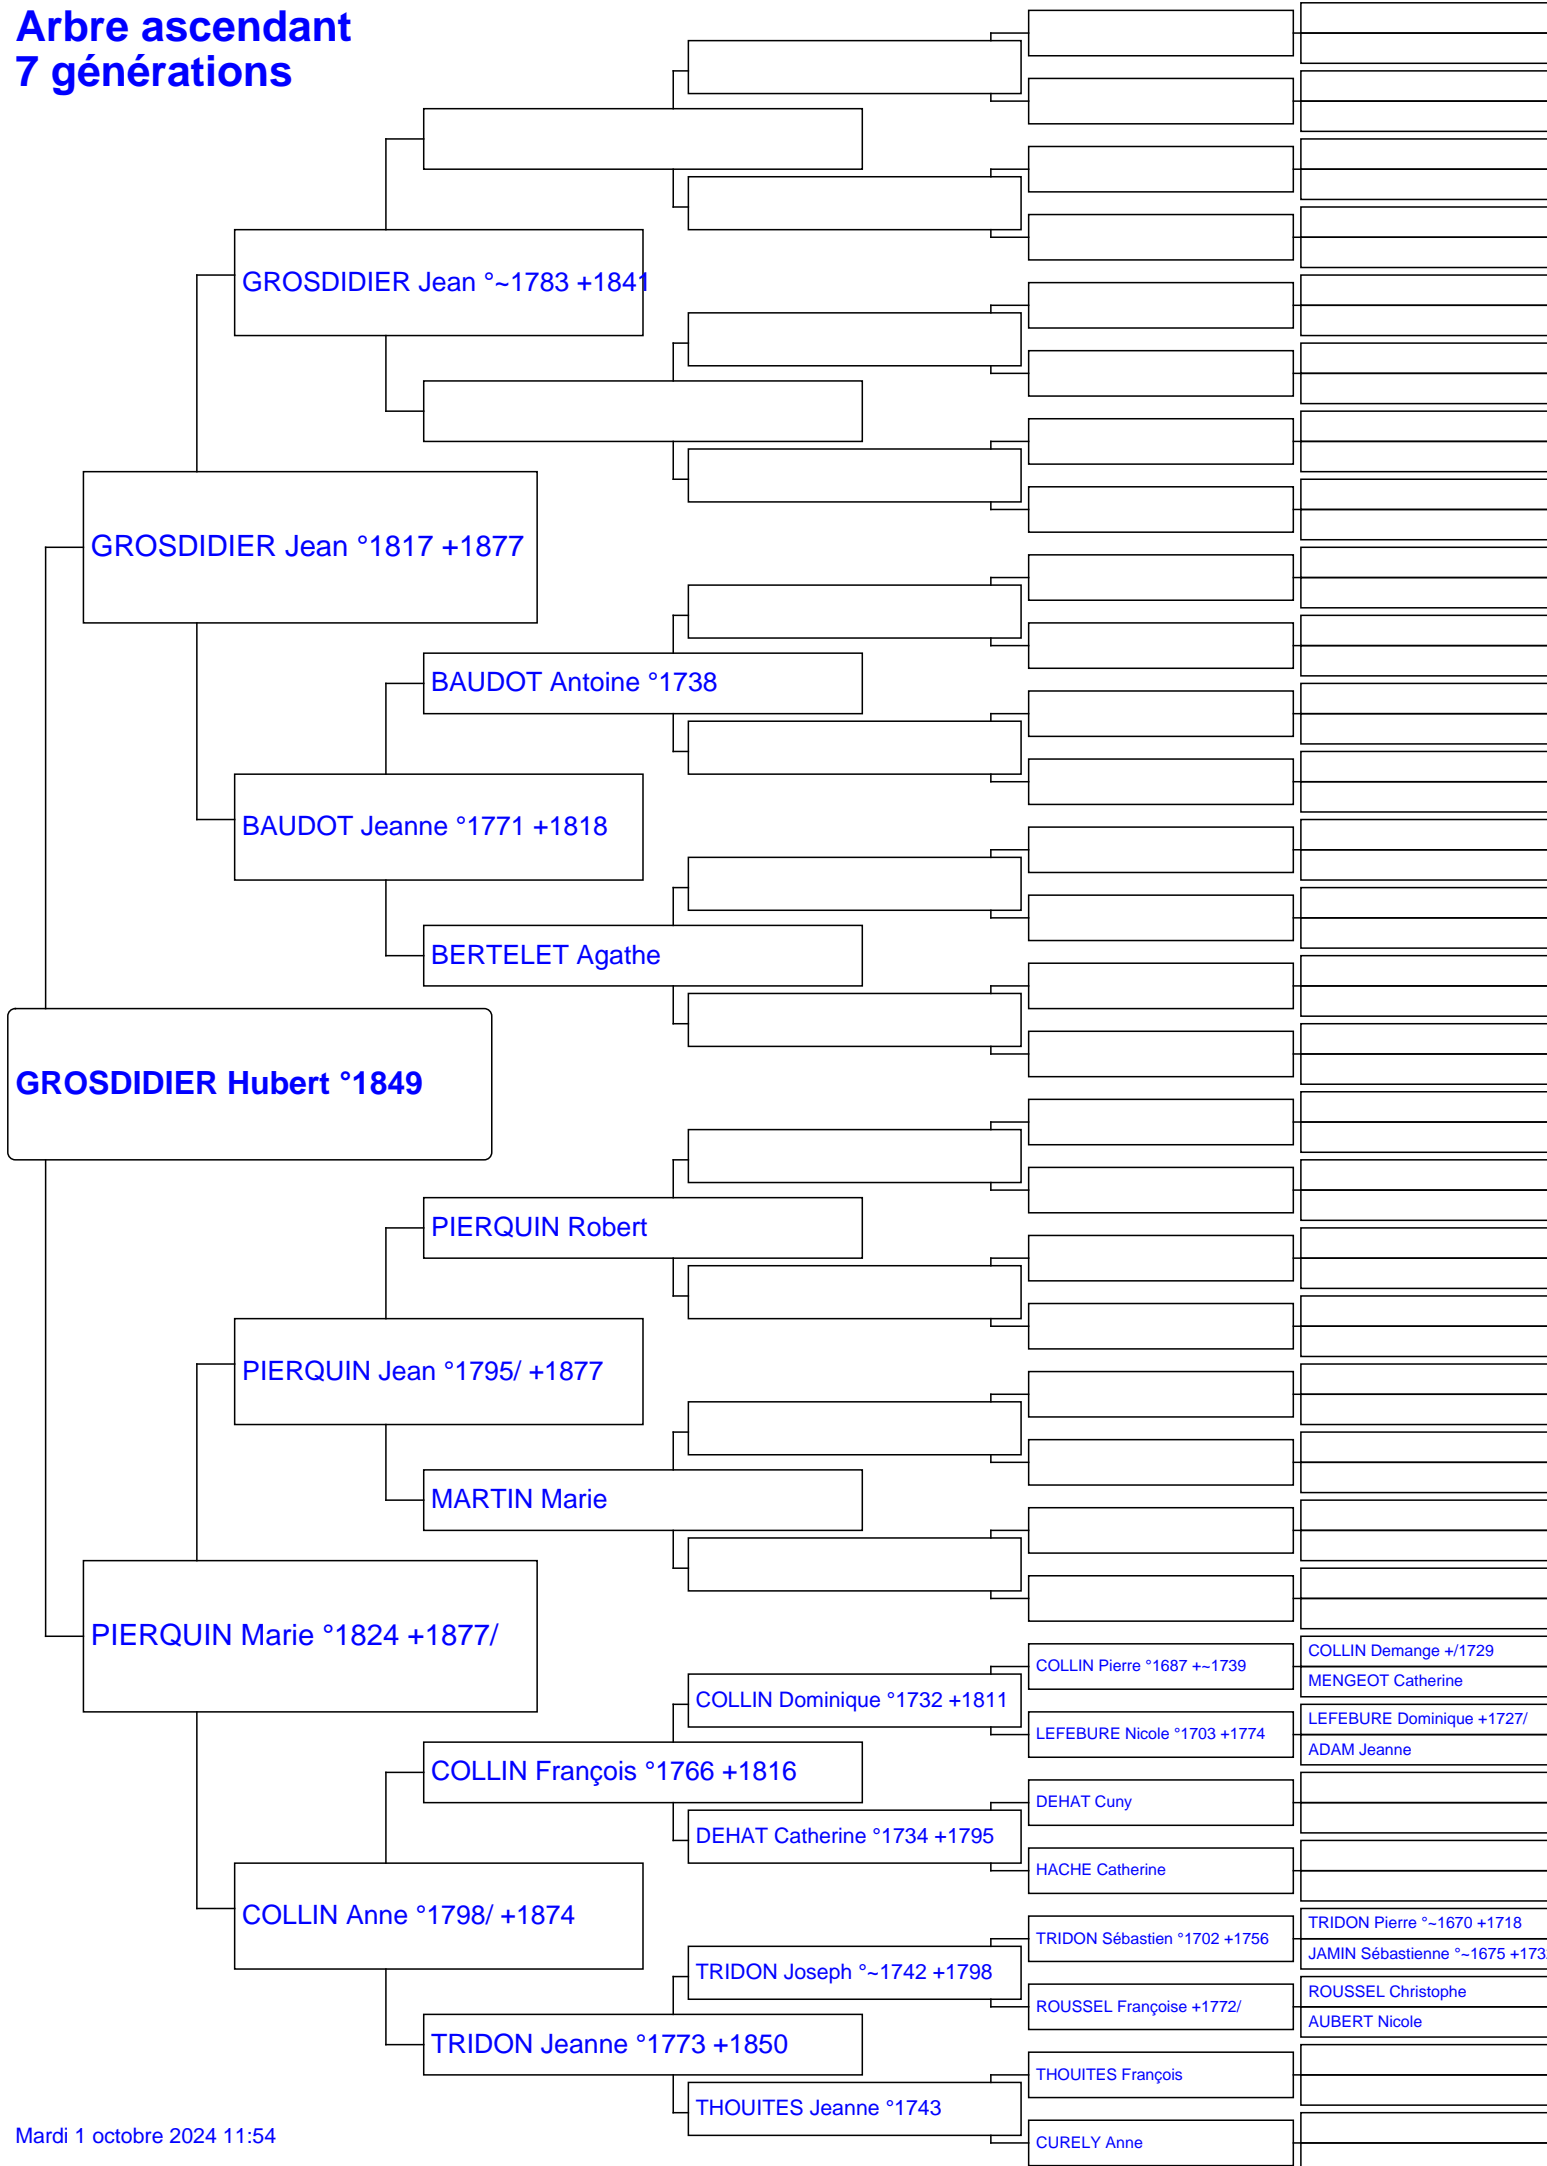 Arbre ascendant
7 générations
GROSDIDIER Jean °~1783 +1841
GROSDIDIER Jean °1817 +1877
BAUDOT Antoine °1738
BAUDOT Jeanne °1771 +1818
BERTELET Agathe
GROSDIDIER Hubert °1849
PIERQUIN Robert
PIERQUIN Jean °1795/ +1877
MARTIN Marie
PIERQUIN Marie °1824 +1877/
COLLIN Demange +/1729
COLLIN Pierre °1687 +~1739
MENGEOT Catherine
COLLIN Dominique °1732 +1811
LEFEBURE Dominique +1727/
LEFEBURE Nicole °1703 +1774
ADAM Jeanne
COLLIN François °1766 +1816
DEHAT Cuny
DEHAT Catherine °1734 +1795
HACHE Catherine
COLLIN Anne °1798/ +1874
TRIDON Pierre °~1670 +1718
TRIDON Sébastien °1702 +1756
JAMIN Sébastienne °~1675 +173
TRIDON Joseph °~1742 +1798
ROUSSEL Christophe
ROUSSEL Françoise +1772/
AUBERT Nicole
TRIDON Jeanne °1773 +1850
THOUITES François
THOUITES Jeanne °1743
CURELY Anne
Mardi 1 octobre 2024 11:54